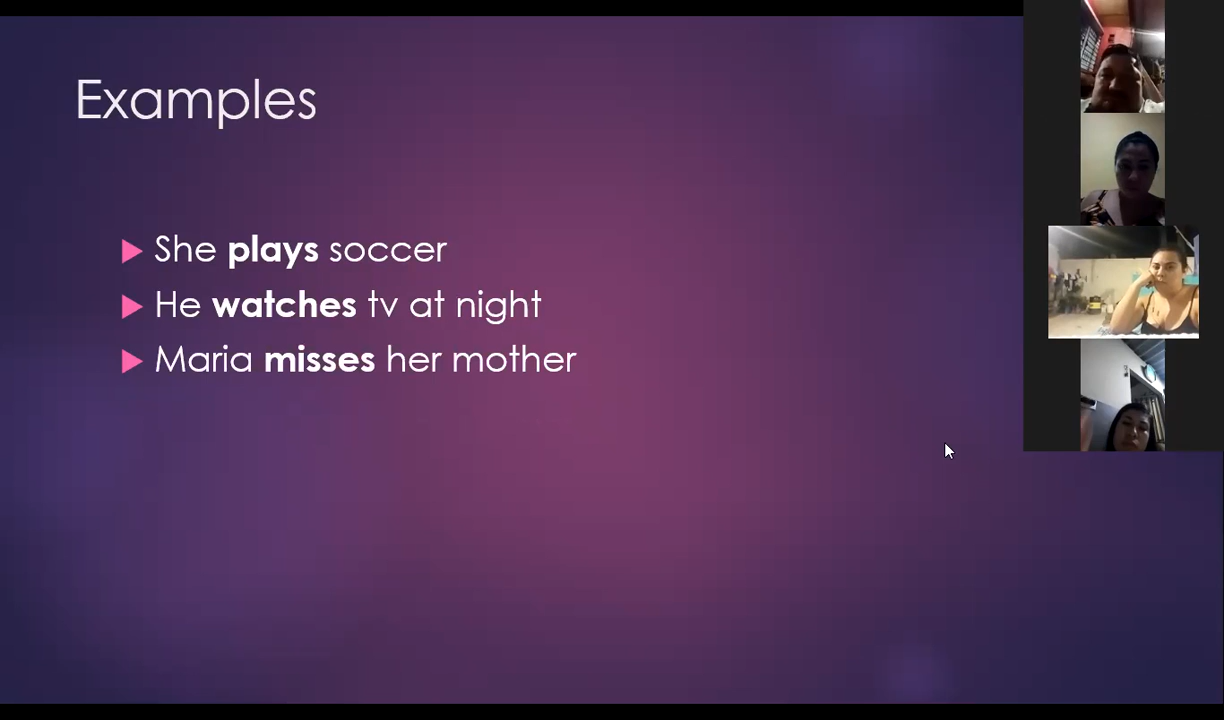 Examples
She plays soccer
He watches tv at night
Maria misses her mother